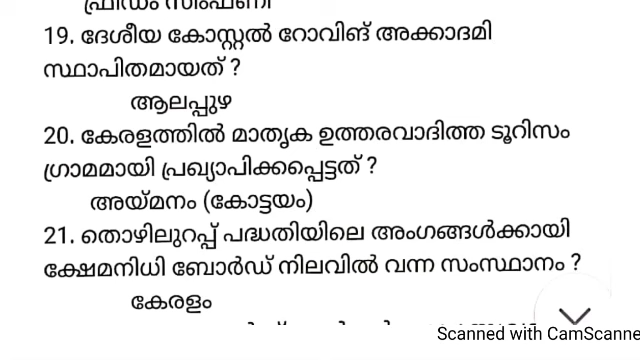 ഫ്രീഡം സിംഫണി
19. ദേശീയ കോസ്റ്റൽ റോവിങ് അക്കാദമി
സ്ഥാപിതമായത് ?
ആലപ്പുഴ
20. കേരളത്തിൽ മാതൃക ഉത്തരവാദിത്ത ടൂറിസം
ഗ്രാമമായി പ്രഖ്യാപിക്കപ്പെട്ടത് ?
അയ്മനം (കോട്ടയം)
21. തൊഴിലുറപ്പ് പദ്ധതിയിലെ അംഗങ്ങൾക്കായി
ക്ഷേമനിധി ബോർഡ് നിലവിൽ വന്ന സംസ്ഥാനം ?
കേരളം
Scanned with CamScanne